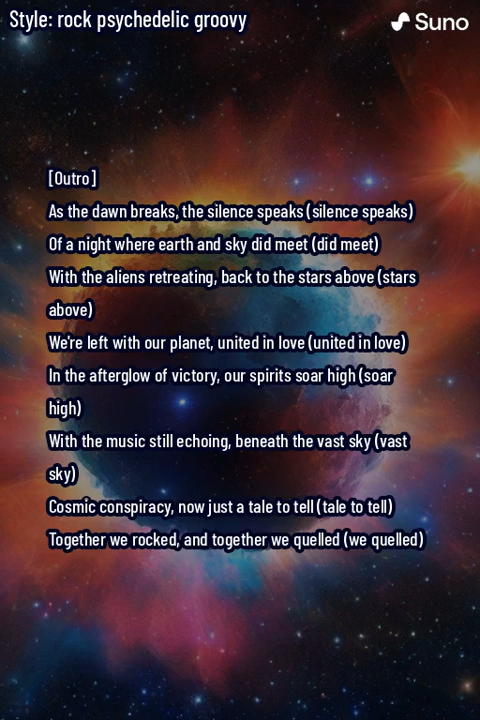 Style: rock psychedelic groovy
Suno
[Outro]
As the dawn breaks, the silence speaks (silence speaks)
Of a night where earth and sky did meet (did meet)
With the aliens retreating, back to the stars above (stars
above)
We're left with our planet, united in love (united in love)
In the afterglow of victory, our spirits soar high (soar
high)
With the music still echoing, beneath the vast sky (vast
sky)
Cosmic conspiracy, now just a tale to tell (tale to tell)
Together we rocked, and together we quelled (we quelled)